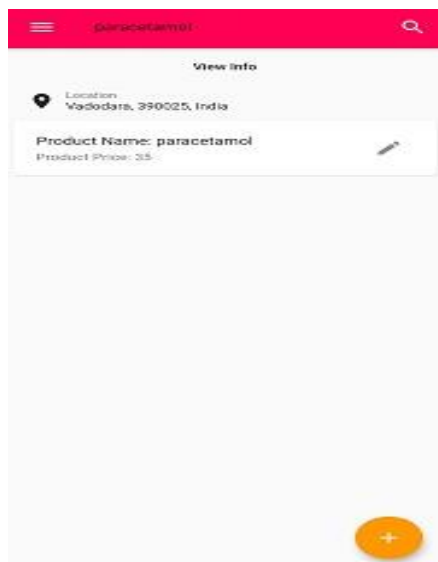 paracetamol
View Info
Location
Vadodara, 390025, India
Product Name: paracetamol
Product Price: 35